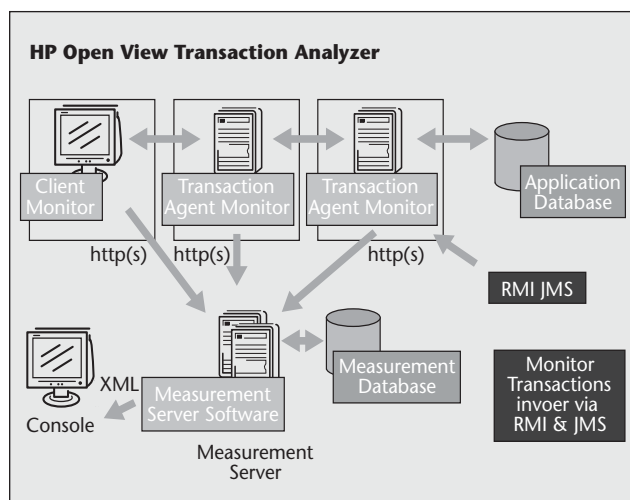 HP Open View Transaction Analyzer
Client
Monitor
Transaction
Agent Monitor
Transaction
Agent Monitor
Application
Database
http(s)
http(s)
http(s)
RMI JMS
XML
Console
Measurement
Server Software
Measurement
Database
Measurement
Server
Monitor
Transactions
invoer via
RMI & JMS